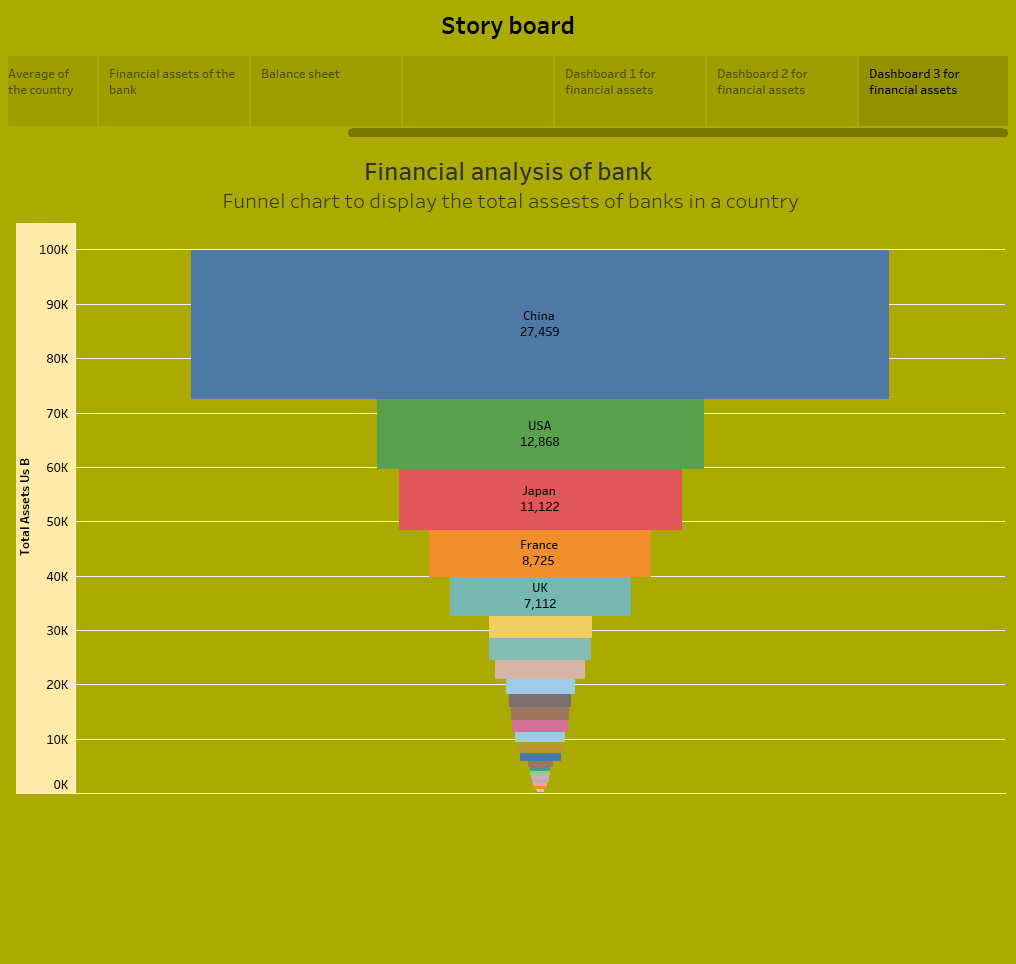 Story board
Average of
the country
Financial assets of the
bank
Balance sheet
Dashboard 1 for
financial assets
Dashboard 2 for
financial assets
Dashboard 3 for
financial assets
Financial analysis of bank
Funnel chart to display the total assests of banks in a country
Total Assets Us B
100K
90K
80K
70K
60K
50K
40K
30K
20K
10K
0K
China
27,459
USA
12,868
Japan
11,122
France
8,725
UK
7,112